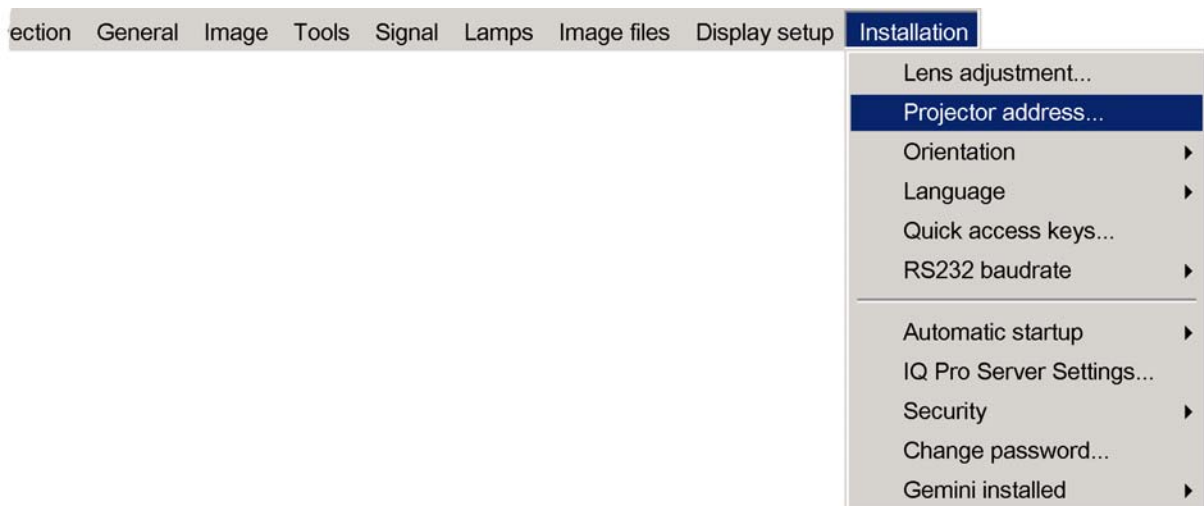 ection General Image Tools Signal Lamps Image files Display setup Installation
Lens adjustment...
Projector address...
Orientation
Language
Quick access keys...
RS232 baudrate
Automatic startup
IQ Pro Server Settings...
Security
Change password...
Gemini installed